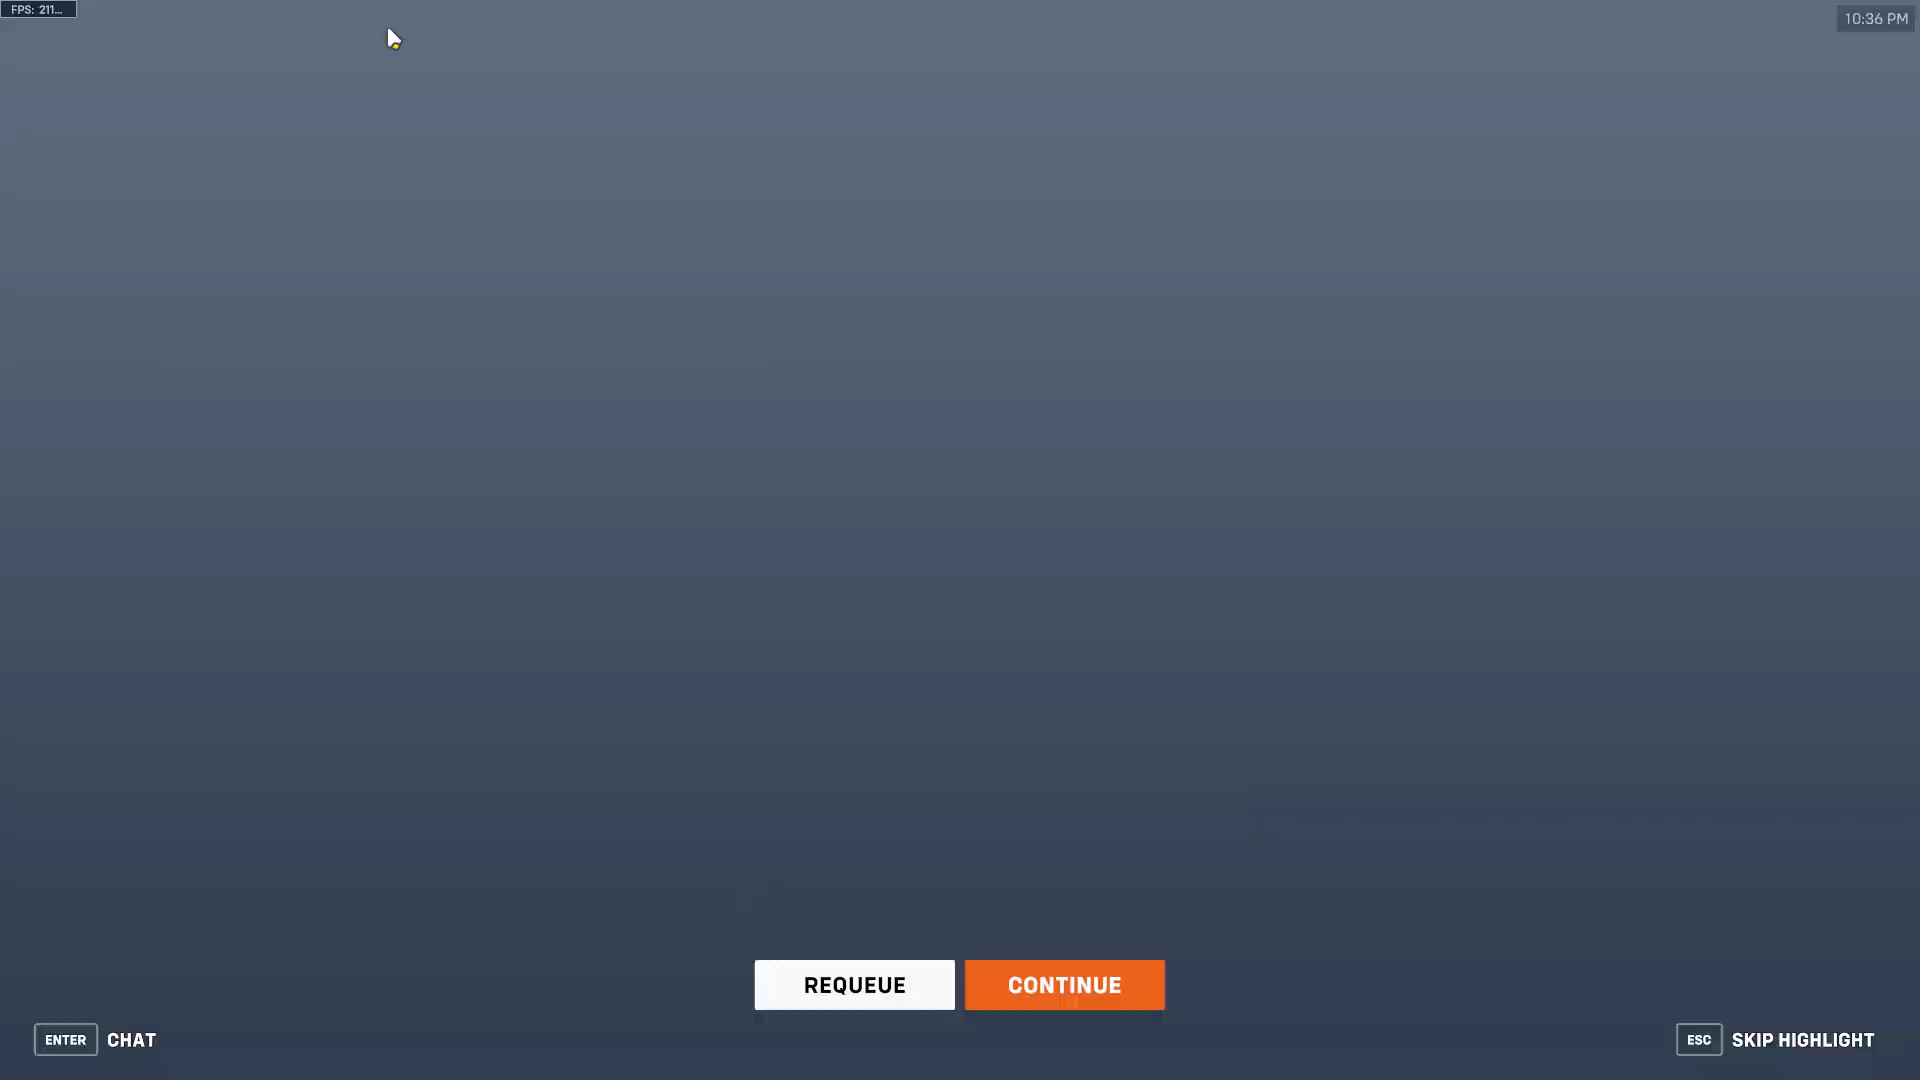 FPS: 211...
10:36 PM
REQUEUE
CONTINUE
ENTER CHAT
ESC SKIP HIGHLIGHT